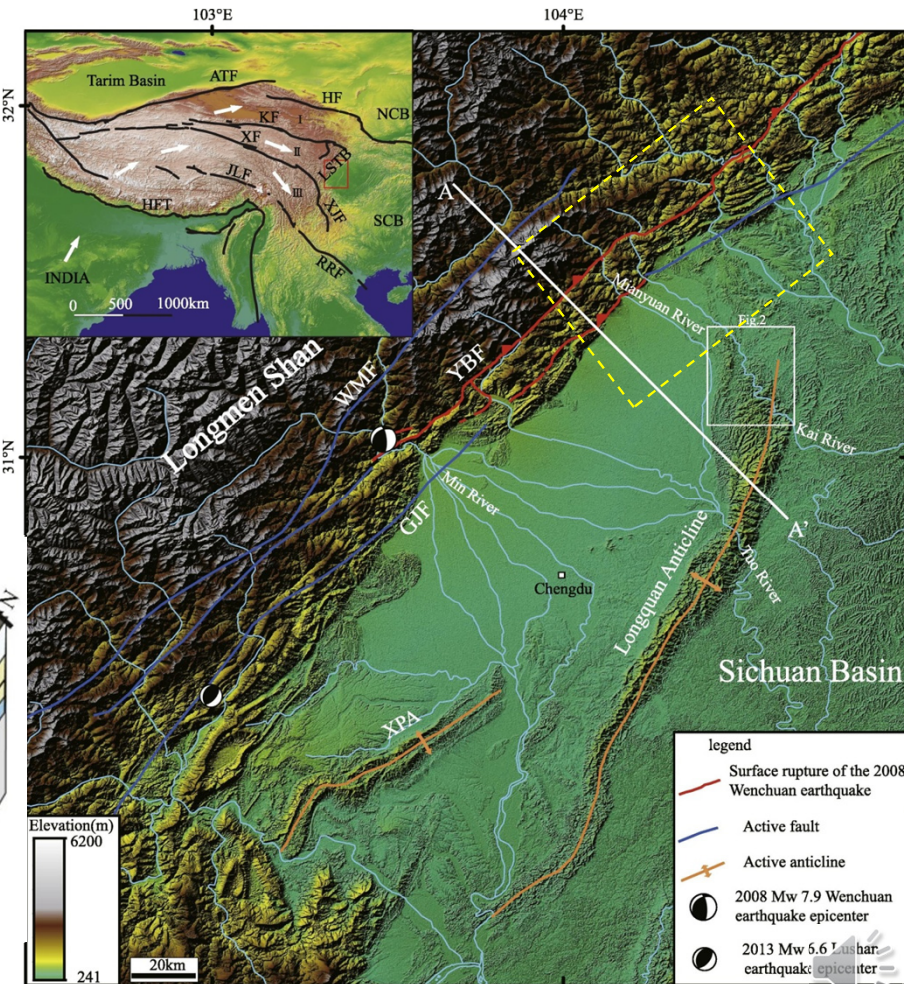 103°E
104°E
32°N
31°N
Tarim Basin
ATF
HF
NCB
KF
I
XF
II
LSTB
JLF
III
XJF
HFT
SCB
RRF
INDIA
0 500 1000km
A
Mianyuan River
Fig.2
Longmen Shan
WMF
YBF
Kai River
Min River
GJF
A'
Tuo River
Chengdu
Longquan Anticline
Sichuan Basin
XPA
legend
Surface rupture of the 2008
Wenchuan earthquake
Active fault
Active anticline
2008 Mw 7.9 Wenchuan
earthquake epicenter
2013 Mw 6.6 Lushan
earthquake epicenter
Elevation(m)
6200
241
20km
N